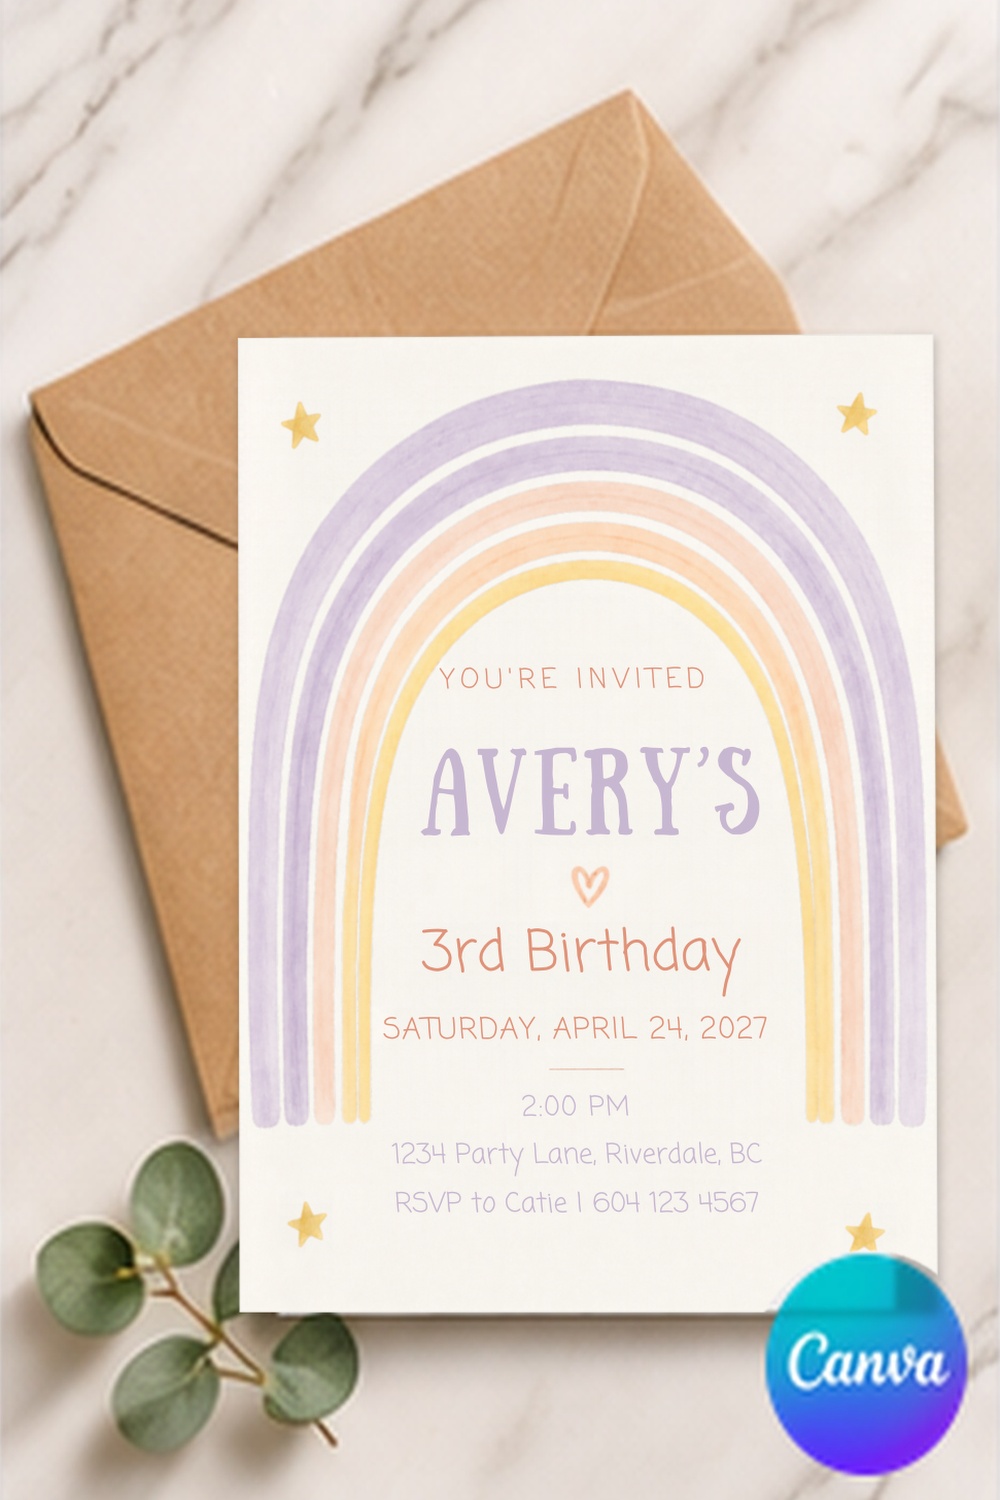 YOU'RE INVITED
AVERY'S
3rd Birthday
SATURDAY, APRIL 24, 2027
2:00 PM
1234 Party Lane, Riverdale, BC
RSVP to Catie | 604 123 4567
Canva